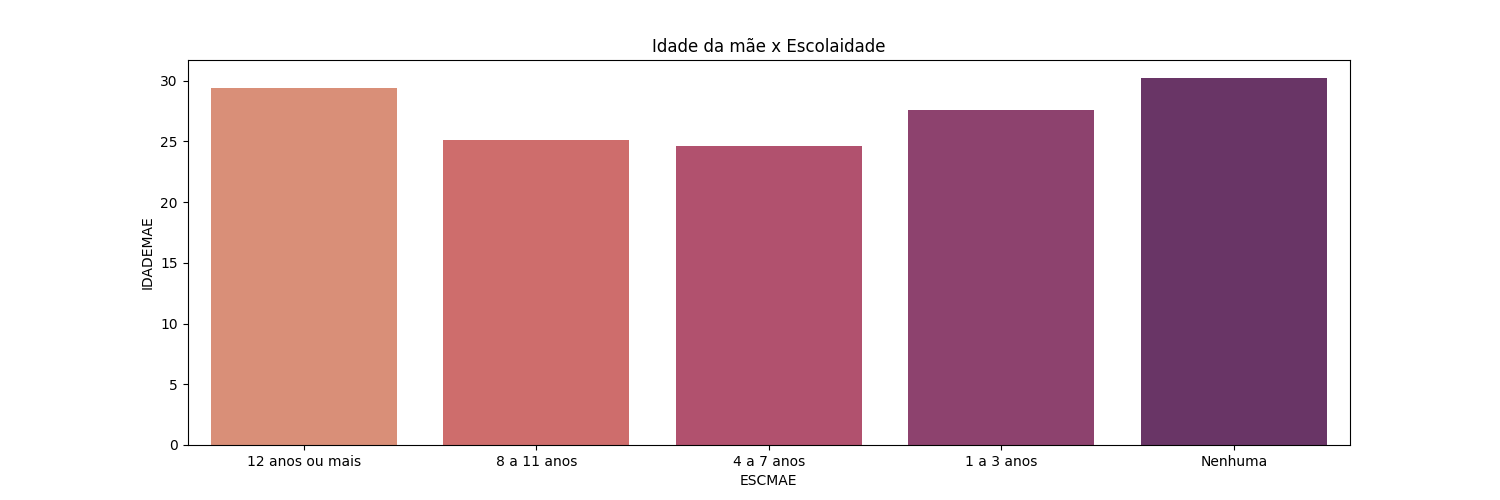 Idade da mãe x Escolaidade
30
25
20
15
10
5
0
IDADEMAE
12 anos ou mais
8 a 11 anos
4 a 7 anos
1 a 3 anos
Nenhuma
ESCMAE